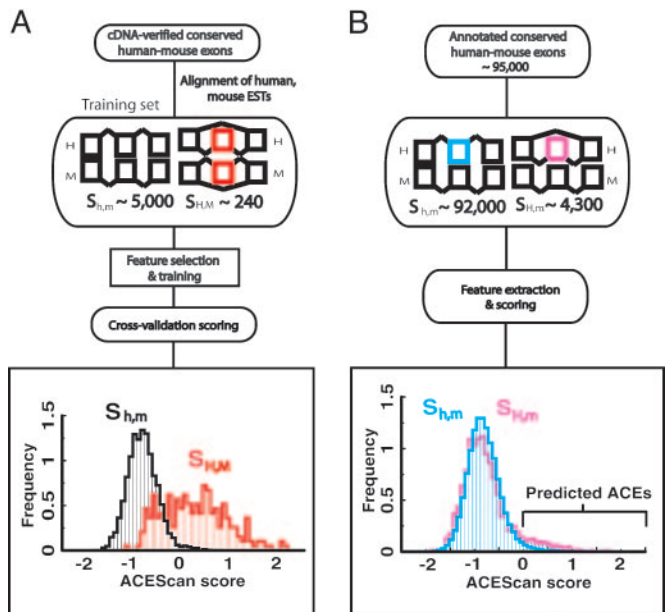 A
cDNA-verified conserved
human-mouse exons
Alignment of human,
mouse ESTs
Training set
H
H
M
M
Sh,m ~ 5,000
SH,M ~ 240
Feature selection
& training
Cross-validation scoring
Sh,m
SH,M
Frequency
0
0.5
1
1.5
-2
-1
0
1
2
ACEScan score
B
Annotated conserved
human-mouse exons
~ 95,000
H
H
M
M
Sh,m ~ 92,000
SH,m ~ 4,300
Feature extraction
& scoring
Sh,m
SH,m
Predicted ACEs
Frequency
0
0.5
1
1.5
-2
-1
0
1
2
ACEScan score